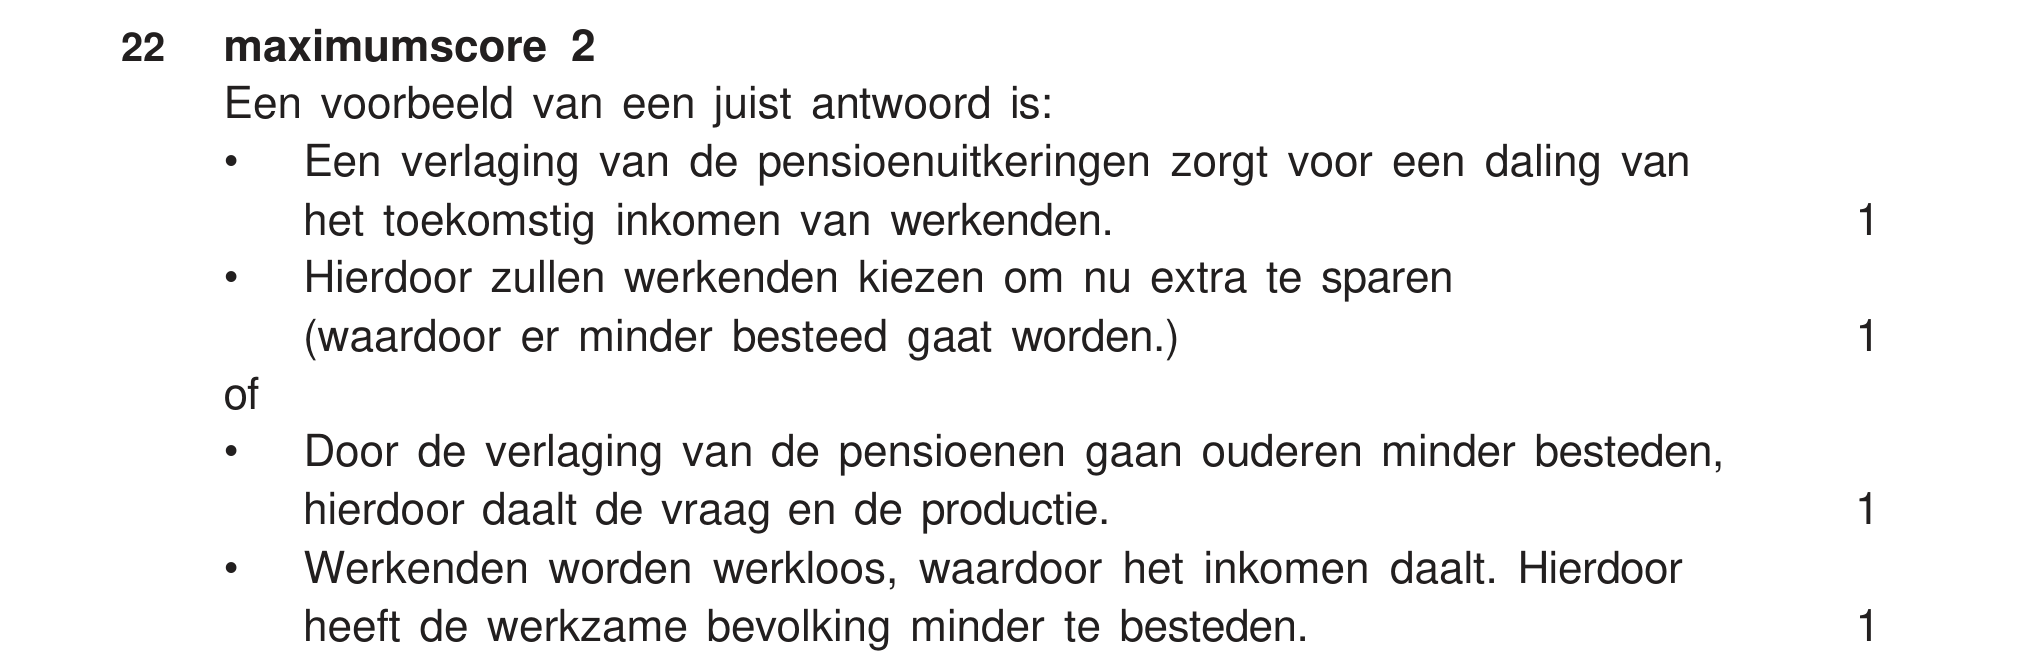 22 maximumscore 2
Een voorbeeld van een juist antwoord is:
• Een verlaging van de pensioenuitkeringen zorgt voor een daling van
het toekomstig inkomen van werkenden. 1
• Hierdoor zullen werkenden kiezen om nu extra te sparen
(waardoor er minder besteed gaat worden.) 1
of
• Door de verlaging van de pensioenen gaan ouderen minder besteden,
hierdoor daalt de vraag en de productie. 1
• Werkenden worden werkloos, waardoor het inkomen daalt. Hierdoor
heeft de werkzame bevolking minder te besteden. 1